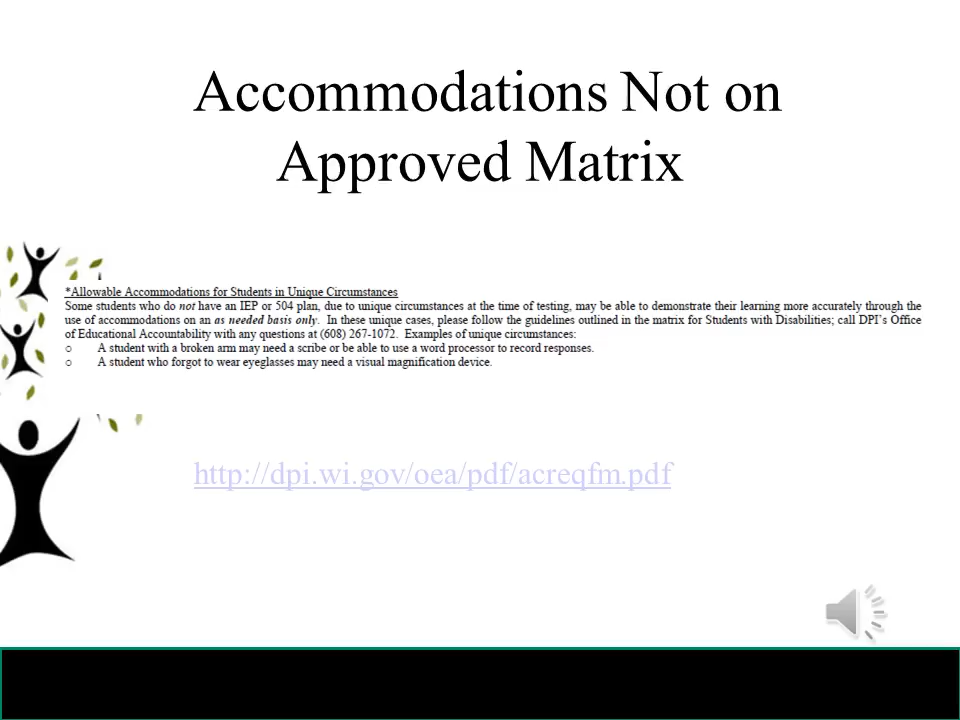 Accommodations Not on
Approved Matrix
*Allowable Accommodations for Students in Unique Circumstances
Some students who do not have an IEP or 504 plan, due to unique circumstances at the time of testing, may be able to demonstrate their learning more accurately through the
use of accommodations on an as needed basis only. In these unique cases, please follow the guidelines outlined in the matrix for Students with Disabilities; call DPI's Office
of Educational Accountability with any questions at (608) 267-1072. Examples of unique circumstances:
o A student with a broken arm may need a scribe or be able to use a word processor to record responses.
o A student who forgot to wear eyeglasses may need a visual magnification device.
http://dpi.wi.gov/oea/pdf/acreqfm.pdf